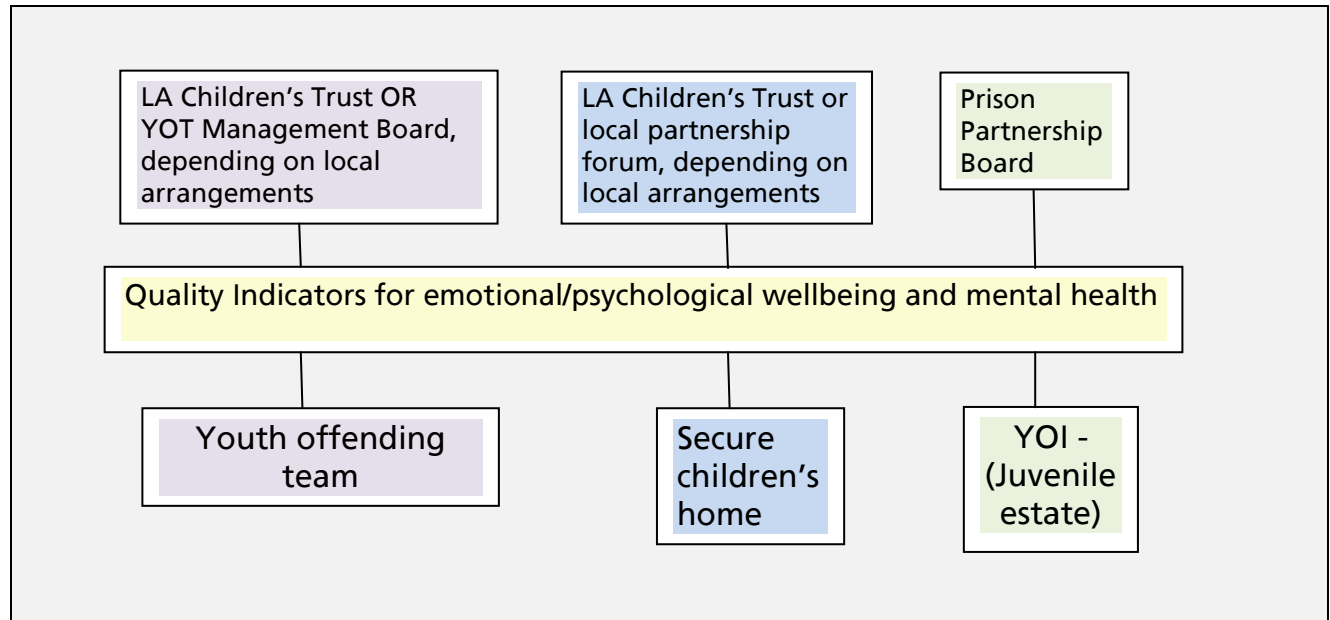 LA Children's Trust OR
YOT Management Board,
depending on local
arrangements
LA Children's Trust or
local partnership
forum, depending on
local arrangements
Prison
Partnership
Board
Quality Indicators for emotional/psychological wellbeing and mental health
Youth offending
team
Secure
children's
home
YOI -
(Juvenile
estate)